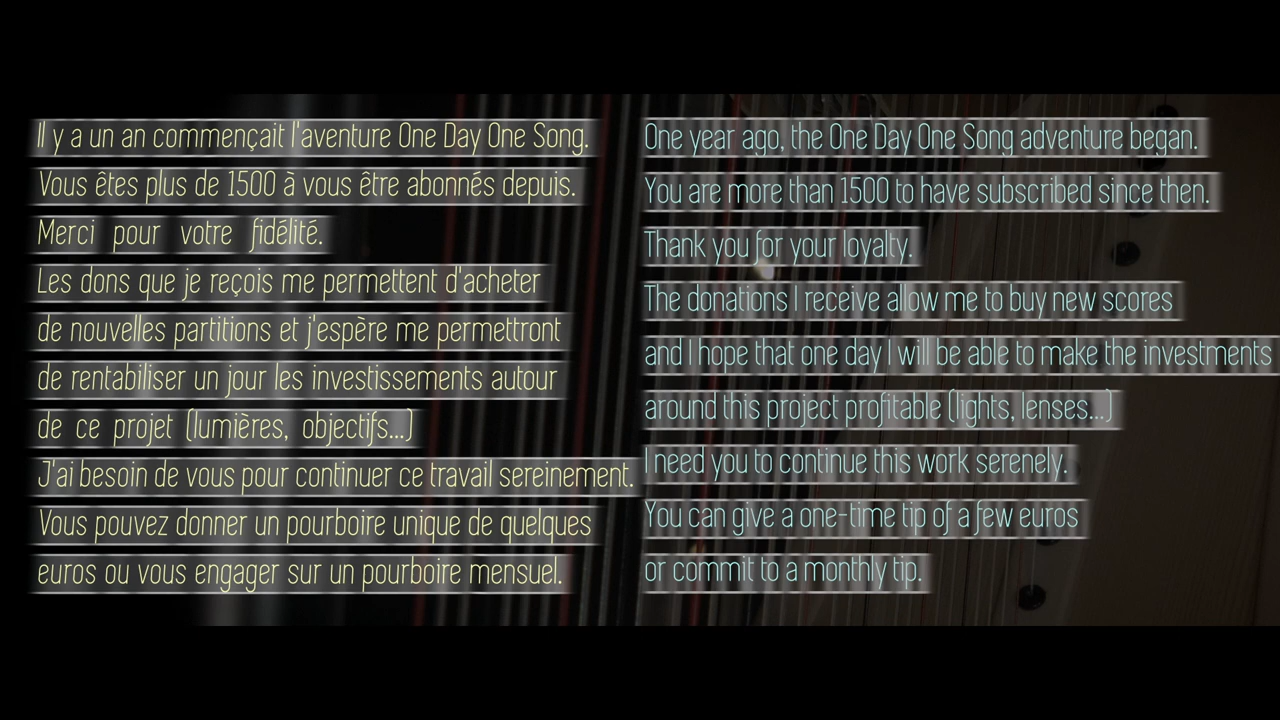 Il y a un an commençait l'aventure One Day One Song.
Vous êtes plus de 1500 à vous être abonnés depuis.
Merci pour votre fidélité.
Les dons que je reçois me permettent d'acheter
de nouvelles partitions et j'espère me permettront
de rentabiliser un jour les investissements autour
de ce projet (lumières, objectifs...)
J'ai besoin de vous pour continuer ce travail sereinement.
Vous pouvez donner un pourboire unique de quelques
euros ou vous engager sur un pourboire mensuel.
One year ago, the One Day One Song adventure began.
You are more than 1500 to have subscribed since then.
Thank you for your loyalty.
The donations I receive allow me to buy new scores
and I hope that one day I will be able to make the investments
around this project profitable (lights, lenses...)
I need you to continue this work serenely.
You can give a one-time tip of a few euros
or commit to a monthly tip.